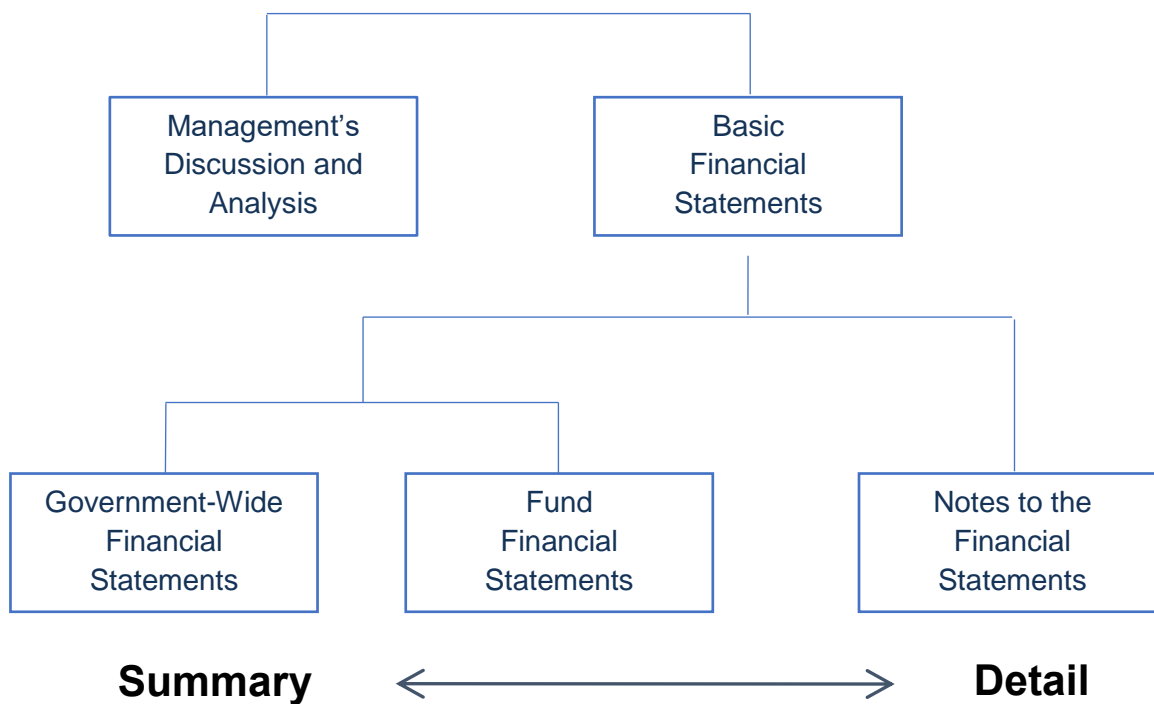 Management’s
Discussion and
Analysis
Basic
Financial
Statements
Government-Wide
Financial
Statements
Fund
Financial
Statements
Notes to the
Financial
Statements
Summary
Detail